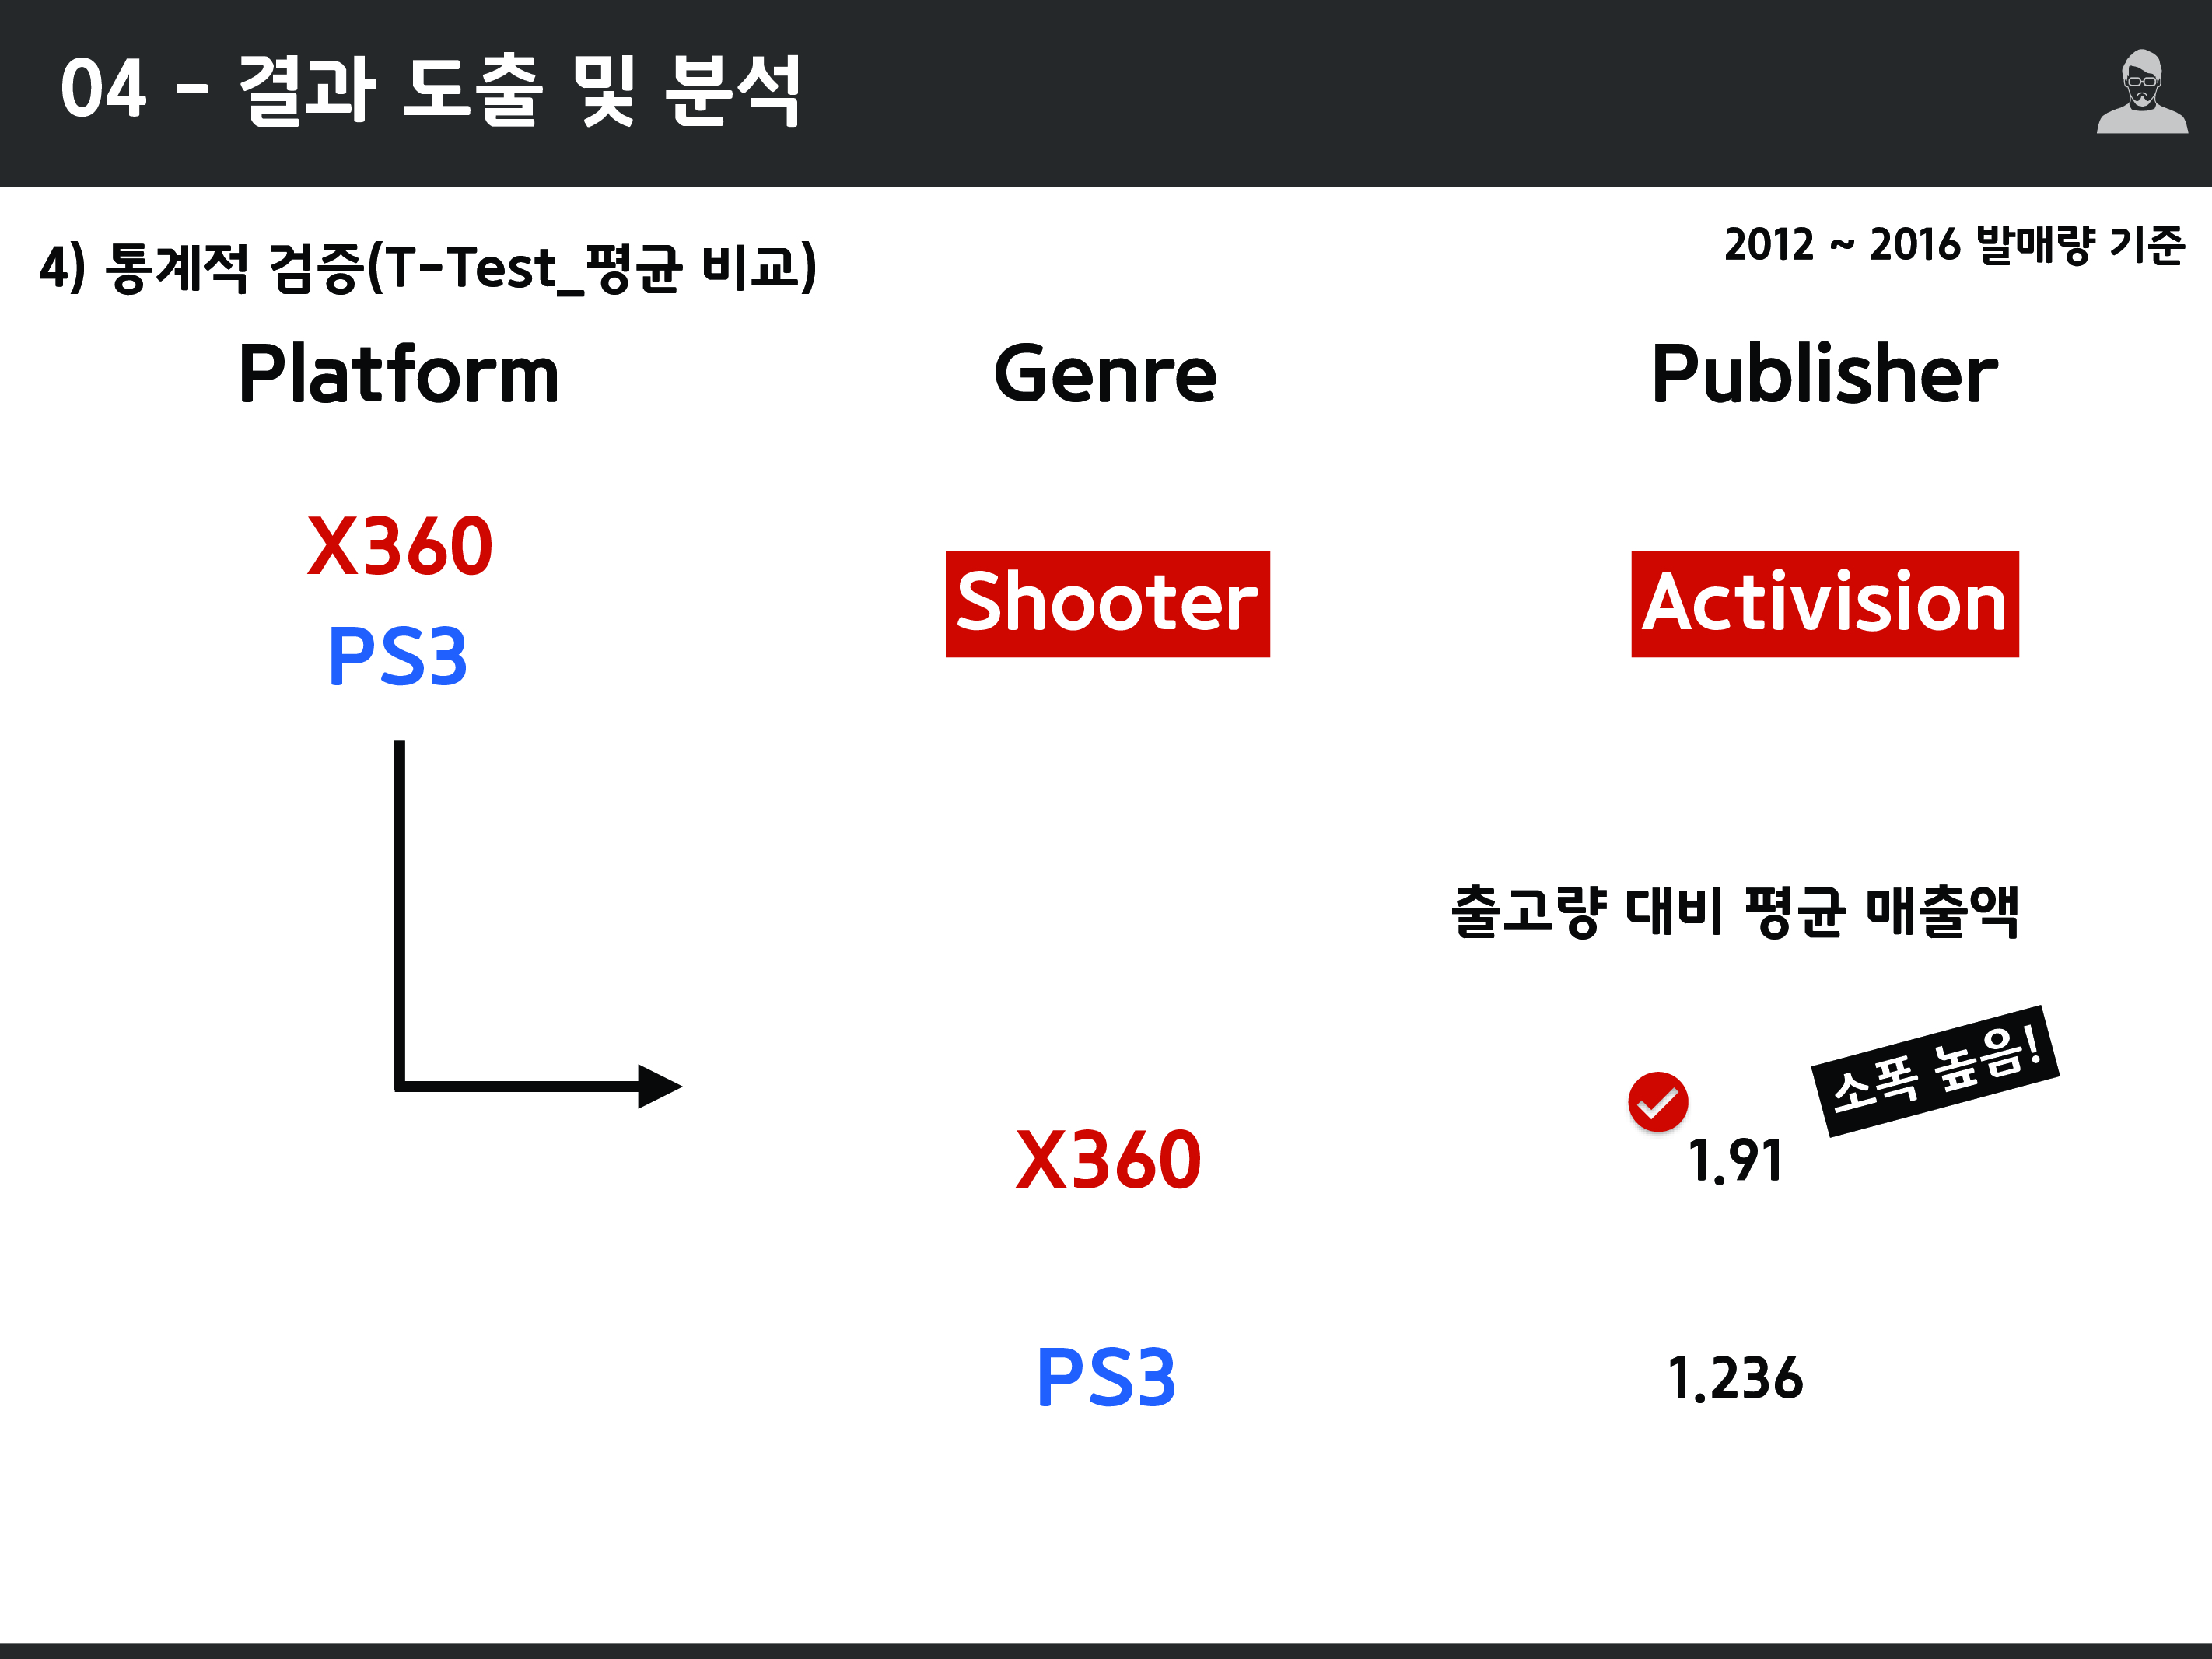 04 - 결과 도출 및 분석
4) 통계적 검증(T-Test_평균 비교)
2012 ~ 2016 발매량 기준
Platform
Genre
Publisher
X360
PS3
Shooter
Activision
출고량 대비 평균 매출액
소폭 높음!
X360
1.91
PS3
1.236